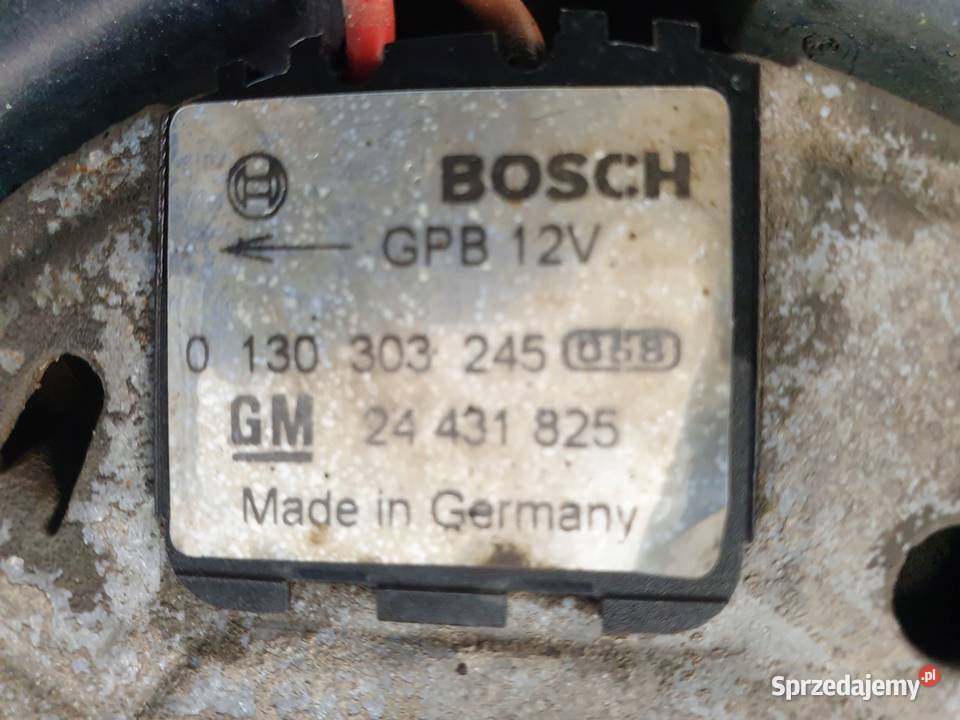 BOSCH
GPB 12V
0 130 303 245
GM 24 431 825
Made in Germany
Sprzedajemy.pl